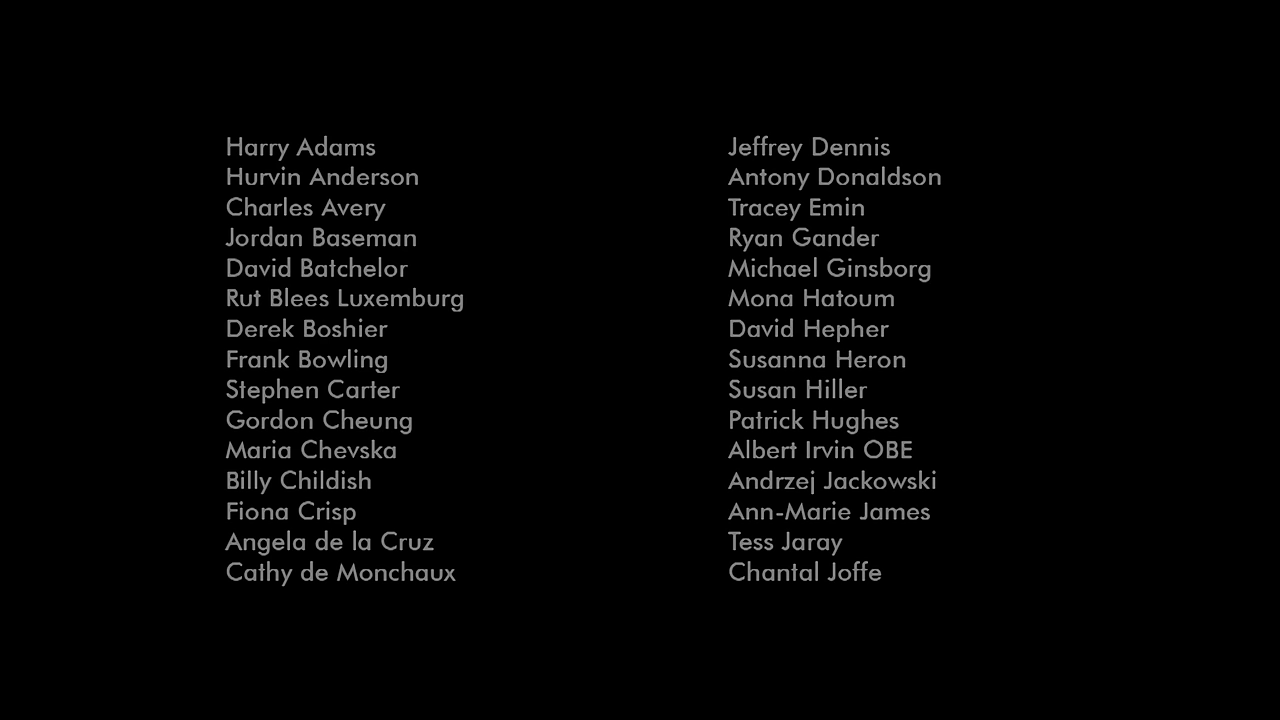 Harry Adams
Hurvin Anderson
Charles Avery
Jordan Baseman
David Batchelor
Rut Blees Luxemburg
Derek Boshier
Frank Bowling
Stephen Carter
Gordon Cheung
Maria Chevska
Billy Childish
Fiona Crisp
Angela de la Cruz
Cathy de Monchaux
Jeffrey Dennis
Antony Donaldson
Tracey Emin
Ryan Gander
Michael Ginsborg
Mona Hatoum
David Hepher
Susanna Heron
Susan Hiller
Patrick Hughes
Albert Irvin OBE
Andrzej Jackowski
Ann-Marie James
Tess Jaray
Chantal Joffe